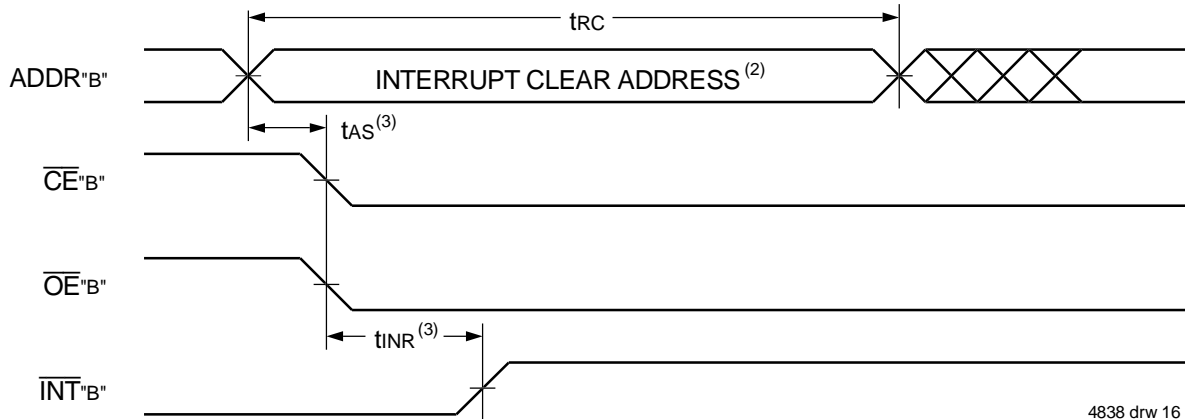 tRC
ADDR"B"
INTERRUPT CLEAR ADDRESS (2)
tAS (3)
CE"B"
OE"B"
tINR (3)
INT"B"
4838 drw 16